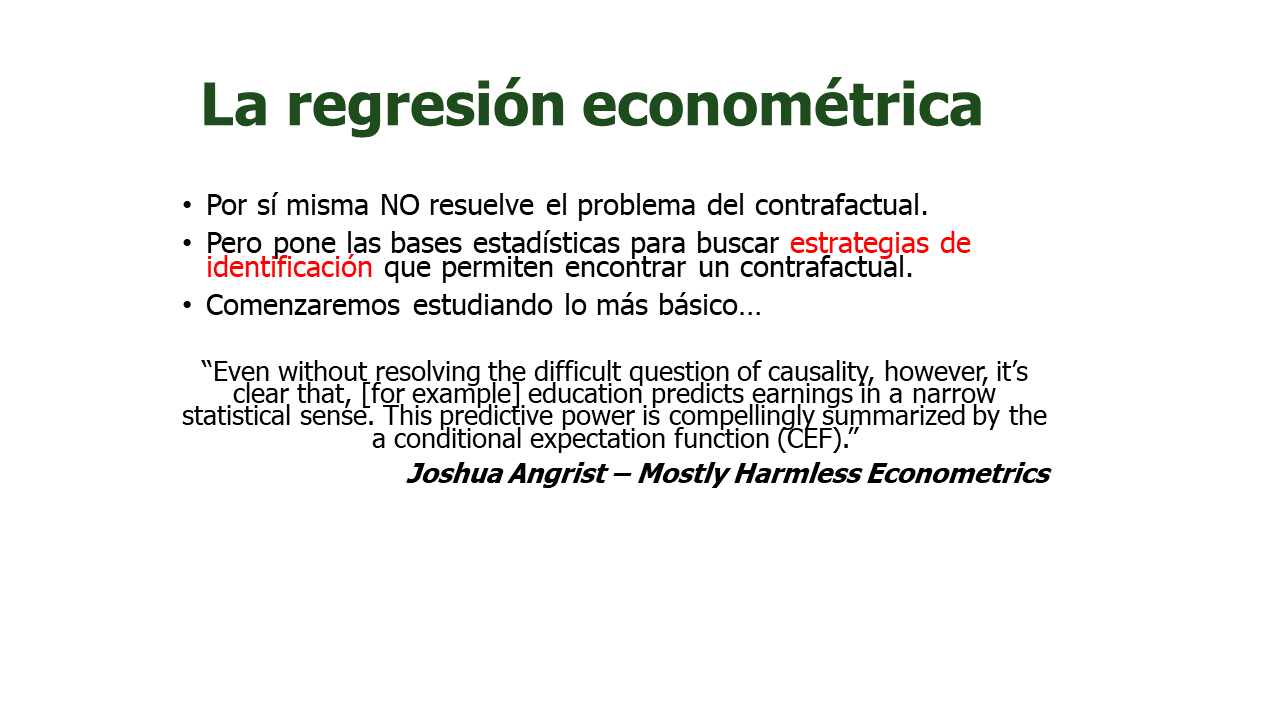 La regresión econométrica
• Por sí misma NO resuelve el problema del contrafactual.
• Pero pone las bases estadísticas para buscar estrategias de
identificación que permiten encontrar un contrafactual.
• Comenzaremos estudiando lo más básico…
“Even without resolving the difficult question of causality, however, it’s
clear that, [for example] education predicts earnings in a narrow
statistical sense. This predictive power is compellingly summarized by the
a conditional expectation function (CEF).”
Joshua Angrist – Mostly Harmless Econometrics